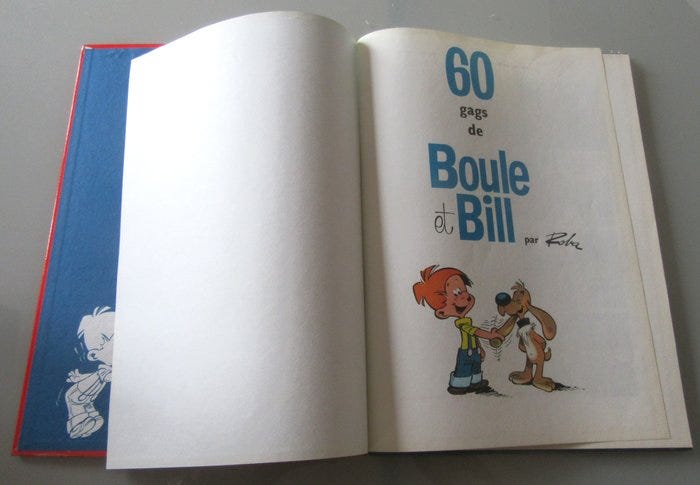 60
gags
de
Boule
et Bill
par Roba